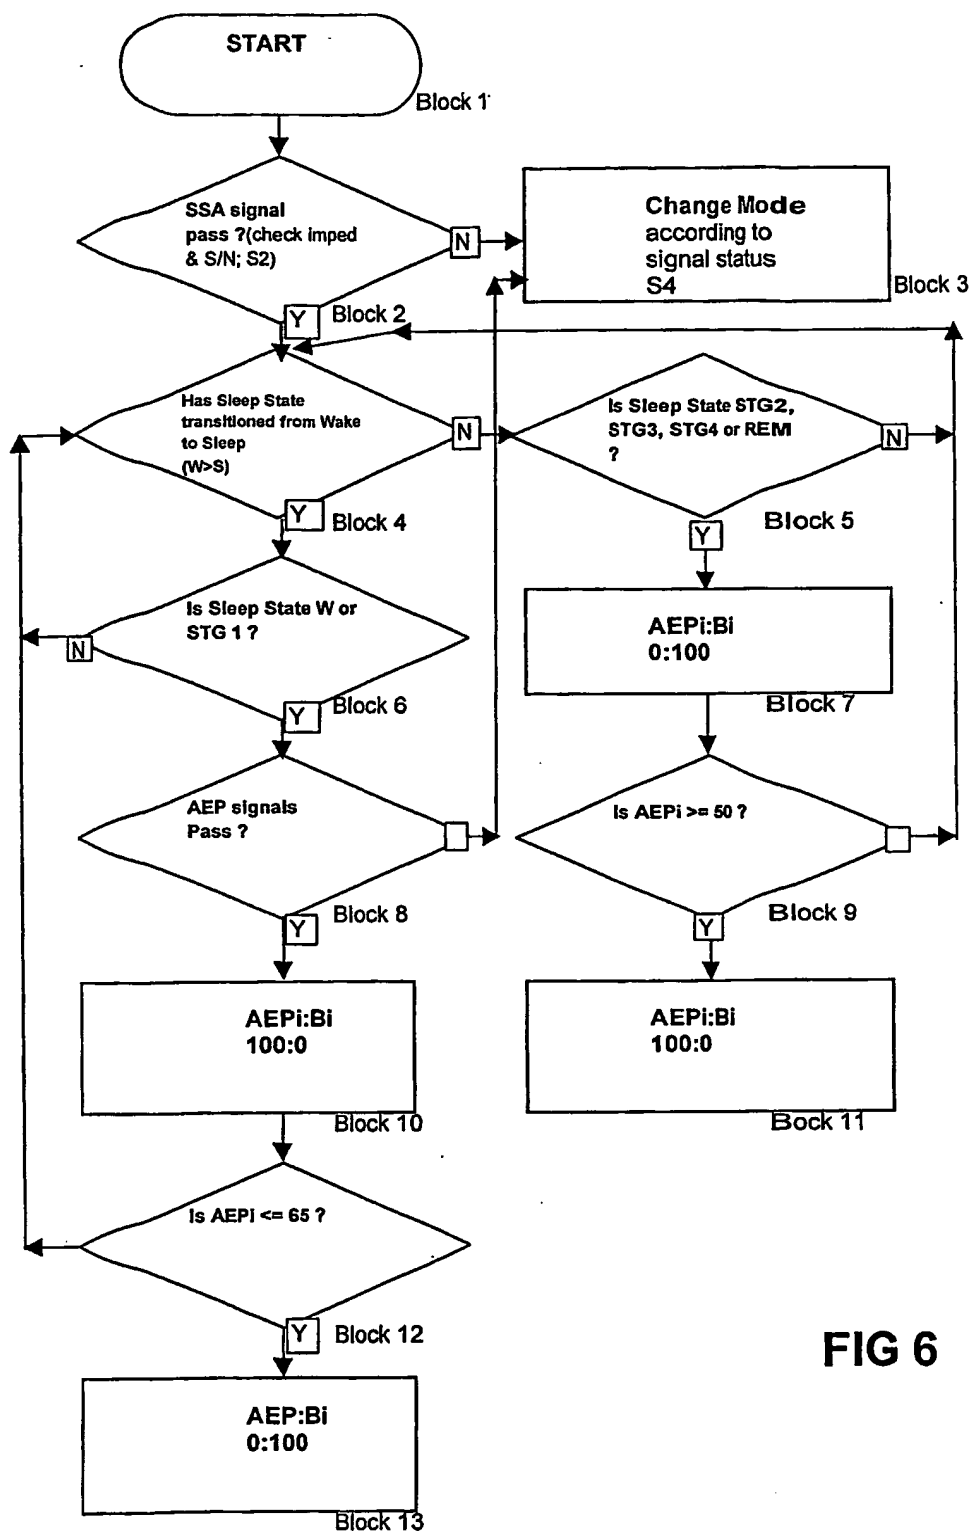 START
Block 1
SSA signal
pass ?(check imped
& S/N; S2)
N
Y
Block 2
Change Mode
according to
signal status
S4
Block 3
Has Sleep State
transitioned from Wake
to Sleep
(W>S)
N
Y
Block 4
Is Sleep State STG2,
STG3, STG4 or REM
?
N
Y
Block 5
Is Sleep State W or
STG 1 ?
N
Y
Block 6
AEPi:Bi
0:100
Block 7
AEP signals
Pass ?
Y
Block 8
Is AEPi >= 50 ?
Y
Block 9
AEPi:Bi
100:0
Block 10
AEPi:Bi
100:0
Bock 11
Is AEPi <= 65 ?
Y
Block 12
AEP:Bi
0:100
Block 13
FIG 6